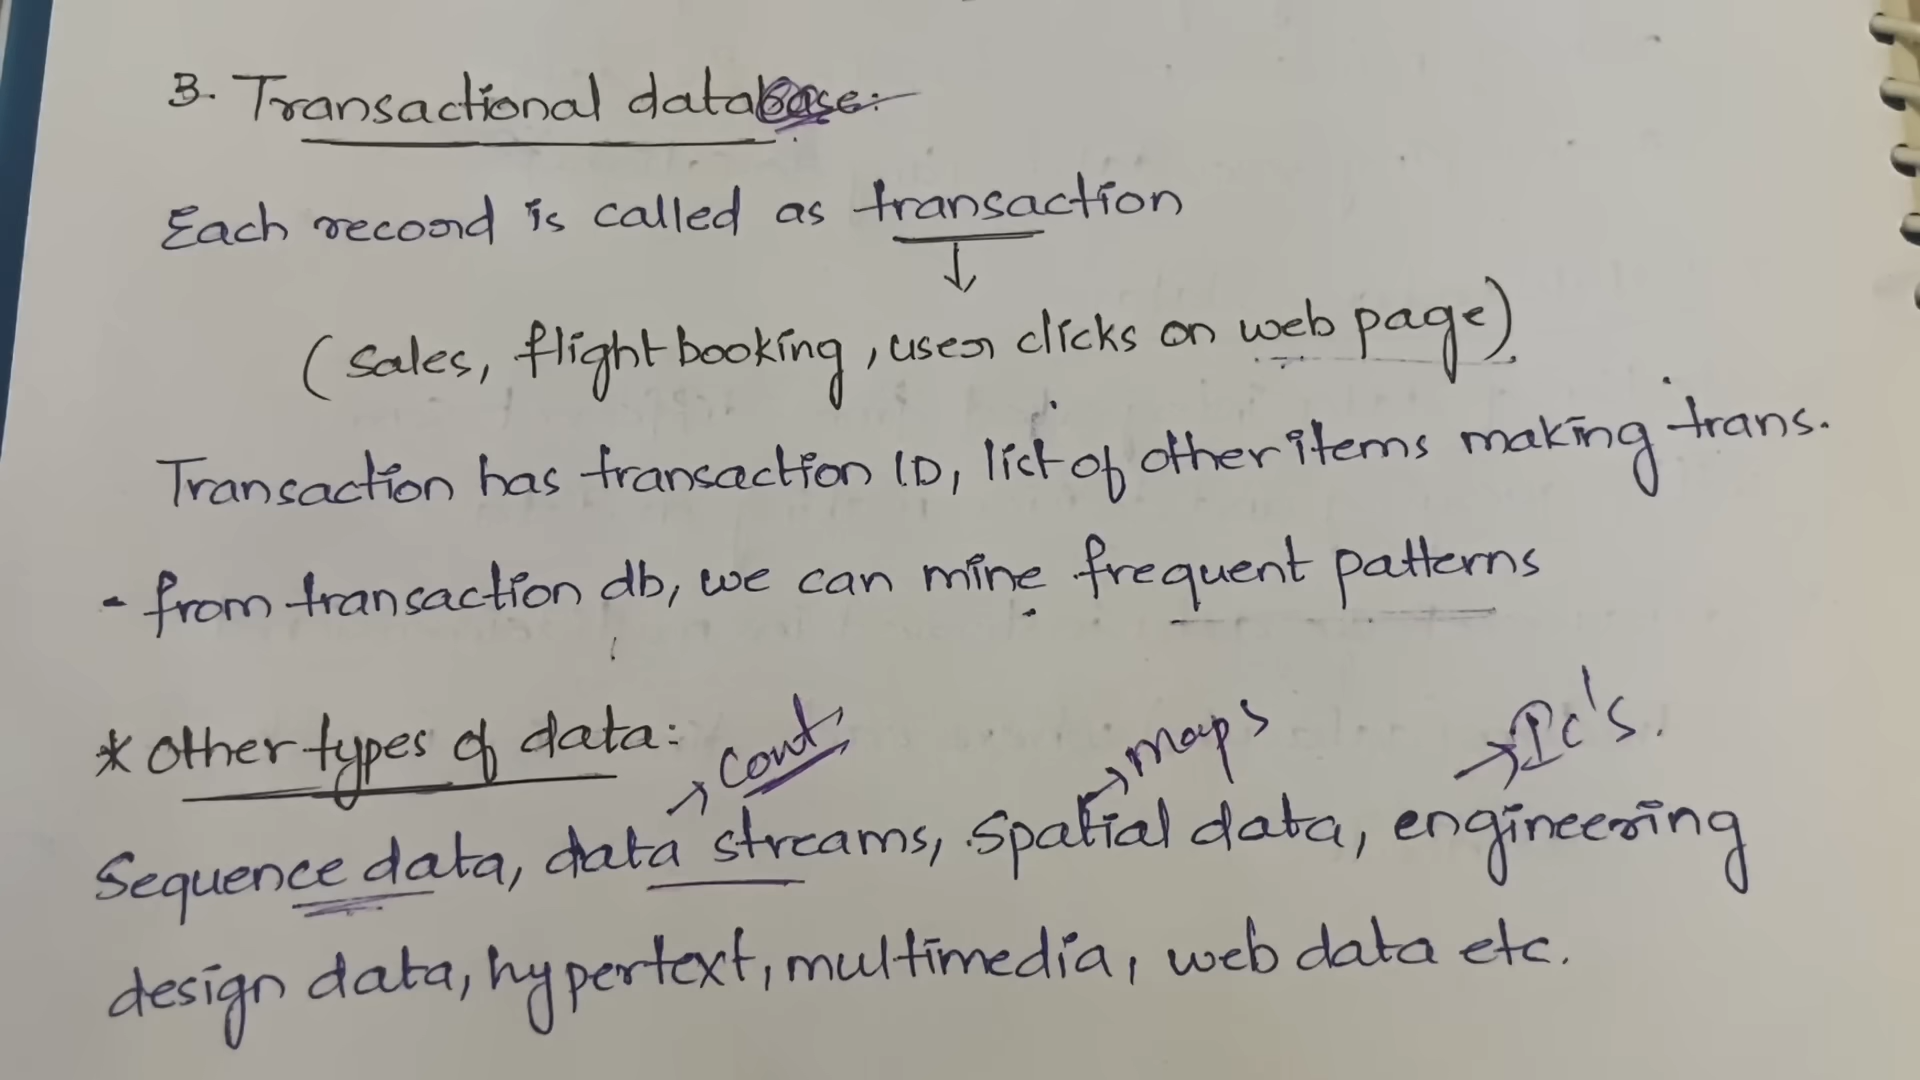 3. Transactional data
Each record is called as transaction
↓
(sales, flight booking, user clicks on web page)
Transaction has transaction ID, list of other items making trans.
- from transaction db, we can mine frequent patterns
* Other types of data:
→ cont, → maps → Ic's.
Sequence data, data streams, spatial data, engineering
design data, hypertext, multimedia, web data etc.